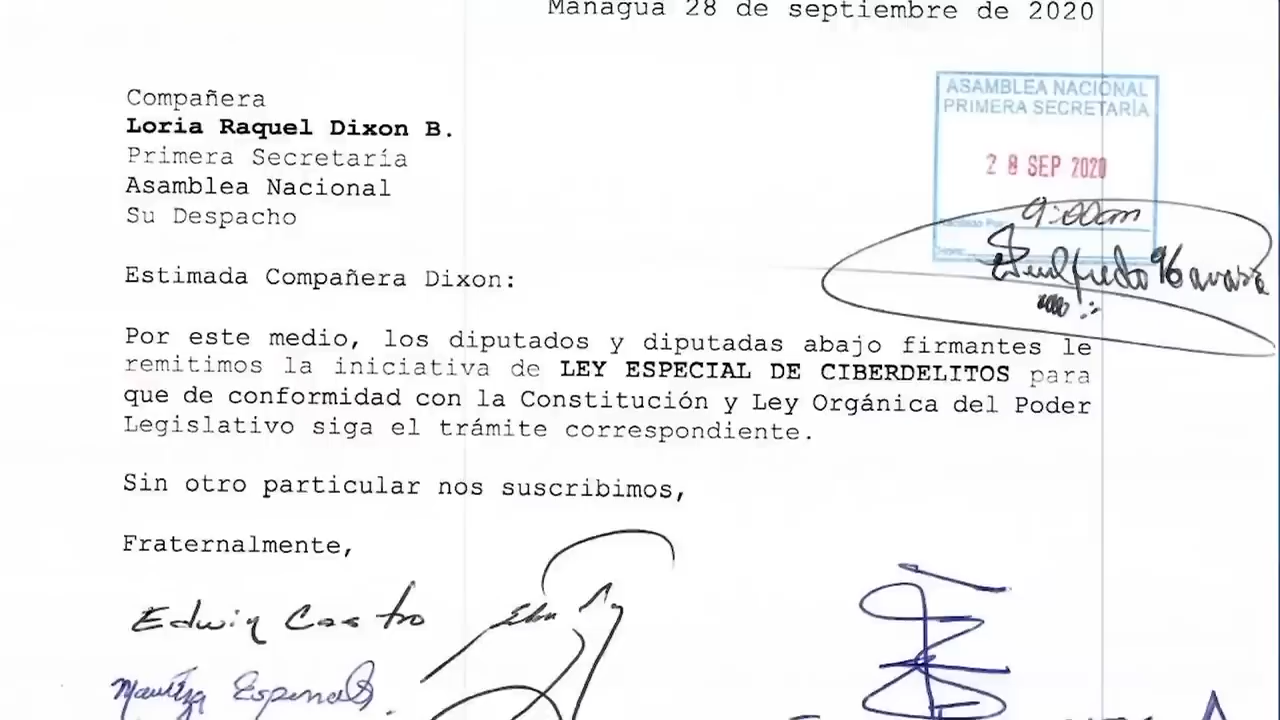 Managua 28 de septiembre de 2020
ASAMBLEA NACIONAL
PRIMERA SECRETARÍA
28 SEP 2020
9:00am
Compañera
Loria Raquel Dixon B.
Primera Secretaría
Asamblea Nacional
Su Despacho
Estimada Compañera Dixon:
Por este medio, los diputados y diputadas abajo firmantes le
remitimos la iniciativa de LEY ESPECIAL DE CIBERDELITOS para
que de conformidad con la Constitución y Ley Orgánica del Poder
Legislativo siga el trámite correspondiente.
Sin otro particular nos suscribimos,
Fraternalmente,
Edwin Castro
Maritza Espinal